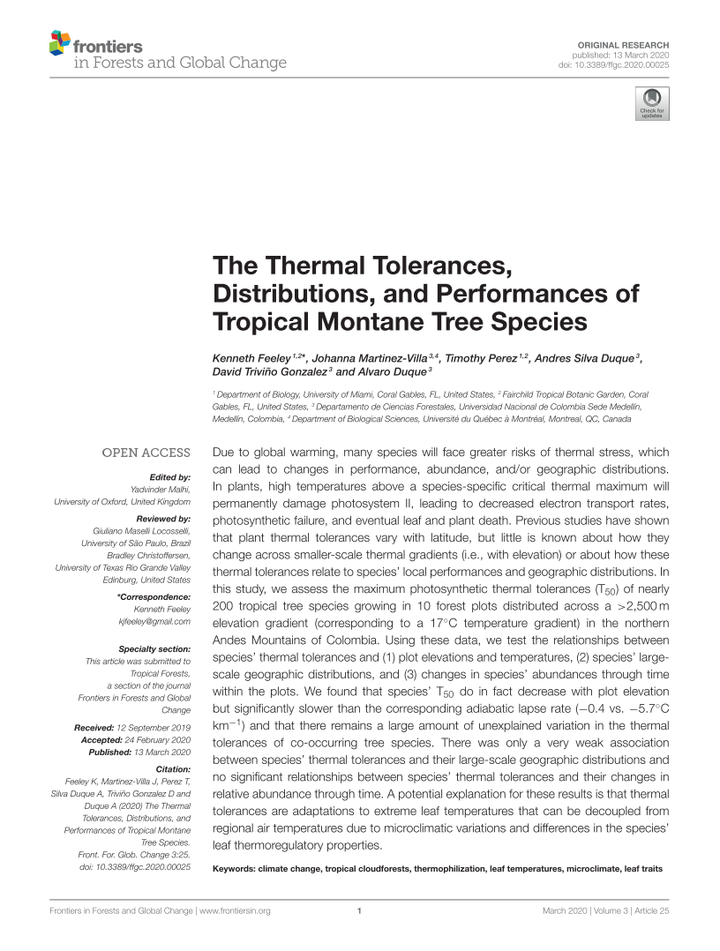 frontiers
in Forests and Global Change
ORIGINAL RESEARCH
published: 13 March 2020
doi: 10.3389/ffgc.2020.00025
Check for
updates
The Thermal Tolerances,
Distributions, and Performances of
Tropical Montane Tree Species
Kenneth Feeley 1,2*, Johanna Martinez-Villa 3,4, Timothy Perez 1,2, Andres Silva Duque 3,
David Triviño Gonzalez 3 and Alvaro Duque 3
1 Department of Biology, University of Miami, Coral Gables, FL, United States, 2 Fairchild Tropical Botanic Garden, Coral
Gables, FL, United States, 3 Departamento de Ciencias Forestales, Universidad Nacional de Colombia Sede Medellín,
Medellín, Colombia, 4 Department of Biological Sciences, Université du Québec à Montréal, Montreal, QC, Canada
OPEN ACCESS
Edited by:
Yadvinder Malhi,
University of Oxford, United Kingdom
Reviewed by:
Giuliano Maselli Locosselli,
University of São Paulo, Brazil
Bradley Christoffersen,
University of Texas Rio Grande Valley
Edinburg, United States
*Correspondence:
Kenneth Feeley
kjfeeley@gmail.com
Specialty section:
This article was submitted to
Tropical Forests,
a section of the journal
Frontiers in Forests and Global
Change
Received: 12 September 2019
Accepted: 24 February 2020
Published: 13 March 2020
Citation:
Feeley K, Martinez-Villa J, Perez T,
Silva Duque A, Triviño Gonzalez D and
Duque A (2020) The Thermal
Tolerances, Distributions, and
Performances of Tropical Montane
Tree Species.
Front. For. Glob. Change 3:25.
doi: 10.3389/ffgc.2020.00025
Due to global warming, many species will face greater risks of thermal stress, which
can lead to changes in performance, abundance, and/or geographic distributions.
In plants, high temperatures above a species-specific critical thermal maximum will
permanently damage photosystem II, leading to decreased electron transport rates,
photosynthetic failure, and eventual leaf and plant death. Previous studies have shown
that plant thermal tolerances vary with latitude, but little is known about how they
change across smaller-scale thermal gradients (i.e., with elevation) or about how these
thermal tolerances relate to species' local performances and geographic distributions. In
this study, we assess the maximum photosynthetic thermal tolerances (T50) of nearly
200 tropical tree species growing in 10 forest plots distributed across a >2,500 m
elevation gradient (corresponding to a 17°C temperature gradient) in the northern
Andes Mountains of Colombia. Using these data, we test the relationships between
species' thermal tolerances and (1) plot elevations and temperatures, (2) species' large-
scale geographic distributions, and (3) changes in species' abundances through time
within the plots. We found that species' T50 do in fact decrease with plot elevation
but significantly slower than the corresponding adiabatic lapse rate (−0.4 vs. −5.7°C
km−1) and that there remains a large amount of unexplained variation in the thermal
tolerances of co-occurring tree species. There was only a very weak association
between species' thermal tolerances and their large-scale geographic distributions and
no significant relationships between species' thermal tolerances and their changes in
relative abundance through time. A potential explanation for these results is that thermal
tolerances are adaptations to extreme leaf temperatures that can be decoupled from
regional air temperatures due to microclimatic variations and differences in the species'
leaf thermoregulatory properties.
Keywords: climate change, tropical cloudforests, thermophilization, leaf temperatures, microclimate, leaf traits
Frontiers in Forests and Global Change | www.frontiersin.org
1
March 2020 | Volume 3 | Article 25